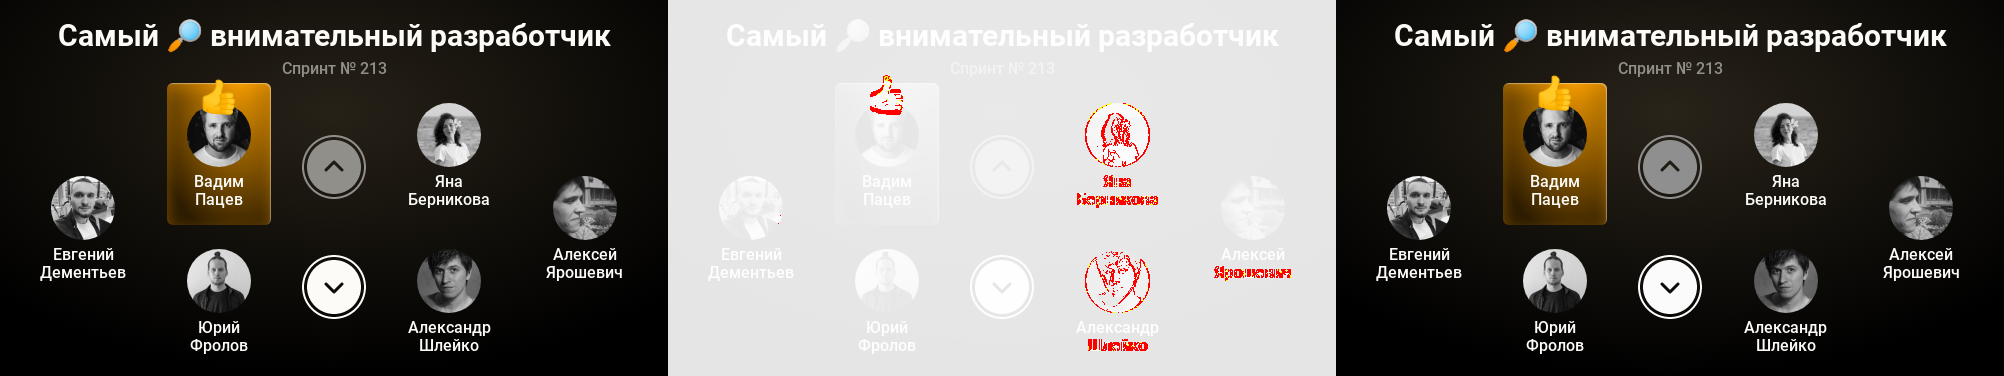 Самый 🔎 внимательный разработчик
Спринт № 213
Вадим
Пацев
Яна
Берникова
Евгений
Дементьев
Алексей
Ярошевич
Юрий
Фролов
Александр
Шлейко
Самый 🔎 внимательный разработчик
Спринт № 213
Вадим
Пацев
Яна
Берникова
Евгений
Дементьев
Алексей
Ярошевич
Юрий
Фролов
Александр
Шлейко
Самый 🔎 внимательный разработчик
Спринт № 213
Вадим
Пацев
Яна
Берникова
Евгений
Дементьев
Алексей
Ярошевич
Юрий
Фролов
Александр
Шлейко